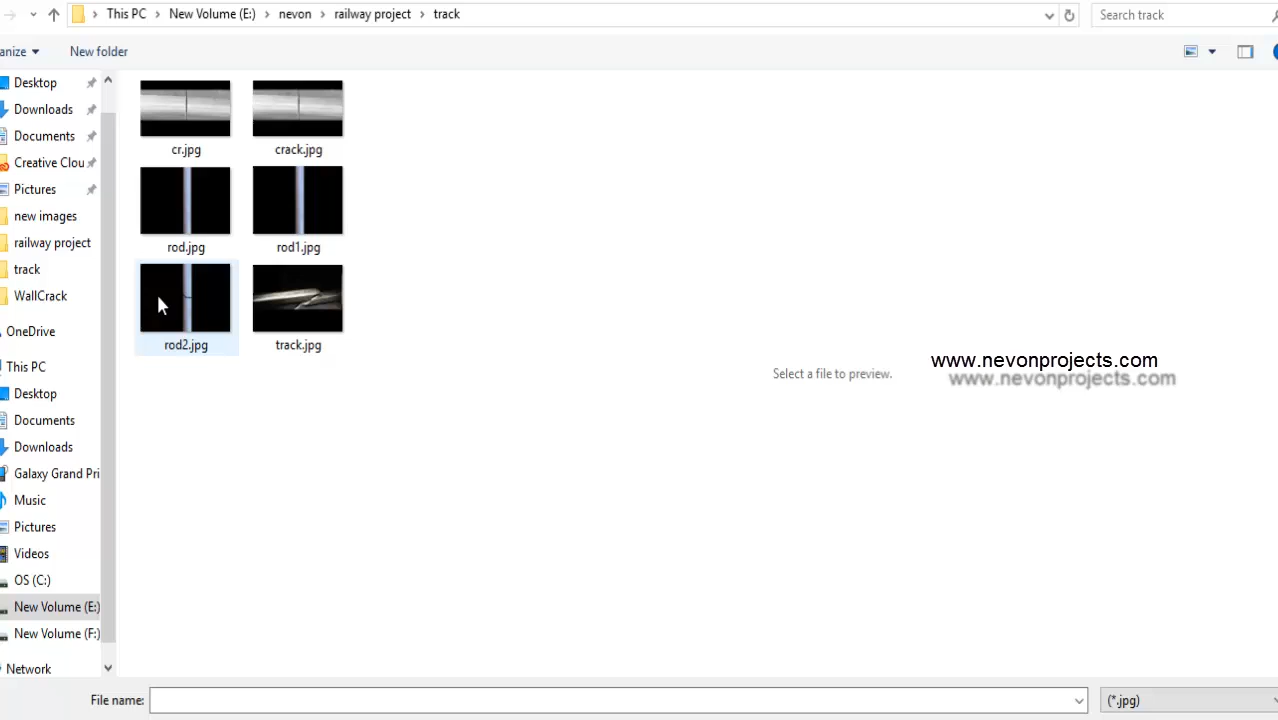 This PC > New Volume (E:) > nevon > railway project > track
Search track
anize
New folder
Desktop
Downloads
Documents
Creative Clou
Pictures
new images
railway project
track
WallCrack
OneDrive
This PC
Desktop
Documents
Downloads
Galaxy Grand Pri
Music
Pictures
Videos
OS (C:)
New Volume (E:)
New Volume (F:)
Network
cr.jpg
crack.jpg
rod.jpg
rod1.jpg
rod2.jpg
track.jpg
Select a file to preview.
www.nevonprojects.com
www.nevonprojects.com
File name:
(*.jpg)